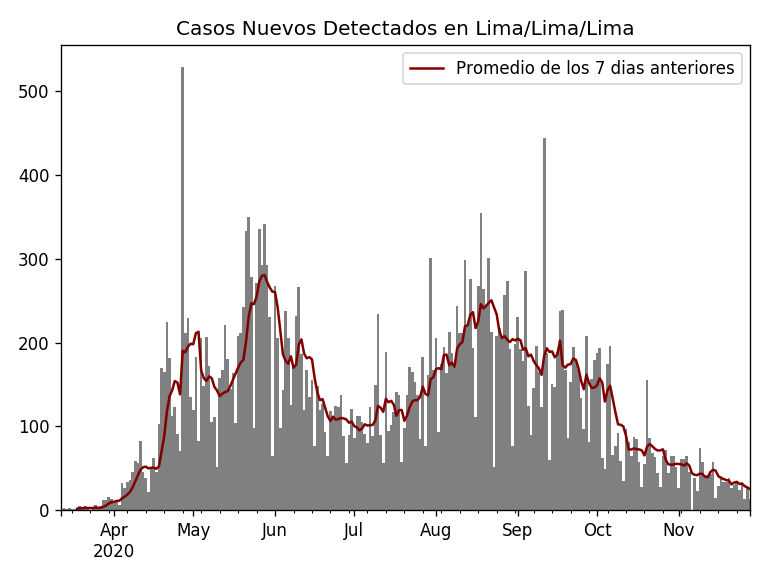 Casos Nuevos Detectados en Lima/Lima/Lima
Promedio de los 7 dias anteriores
500
400
300
200
100
0
Apr May Jun Jul Aug Sep Oct Nov
2020